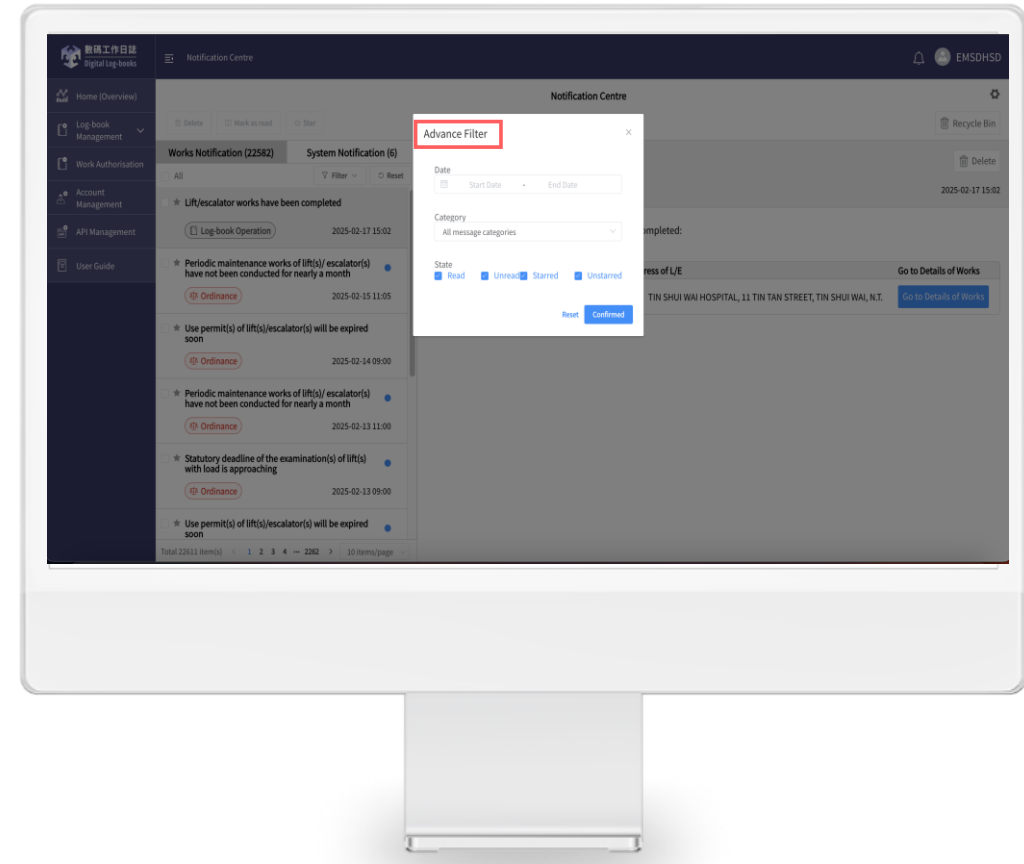 數碼工作日誌
Digital Log-books
Notification Centre
EMSDHSD
Home (Overview)
Log-book
Management
Work Authorisation
Account
Management
API Management
User Guide
Notification Centre
Delete
Mark as read
Star
Recycle Bin
Works Notification (22582)
System Notification (6)
All
Filter
Reset
Lift/escalator works have been completed
Log-book Operation
2025-02-17 15:02
Periodic maintenance works of lift(s)/ escalator(s)
have not been conducted for nearly a month
Ordinance
2025-02-15 11:05
Use permit(s) of lift(s)/escalator(s) will be expired
soon
Ordinance
2025-02-14 09:00
Periodic maintenance works of lift(s)/ escalator(s)
have not been conducted for nearly a month
Ordinance
2025-02-13 11:00
Statutory deadline of the examination(s) of lift(s)
with load is approaching
Ordinance
2025-02-13 09:00
Use permit(s) of lift(s)/escalator(s) will be expired
soon
Total 22611 item(s) < 1 2 3 4 ··· 2262 > 10 items/page
Advance Filter
Date
Start Date - End Date
Category
All message categories
State
Read Unread Starred Unstarred
Reset Confirmed
Delete
2025-02-17 15:02
mpleted:
ress of L/E
Go to Details of Works
TIN SHUI WAI HOSPITAL, 11 TIN TAN STREET, TIN SHUI WAI, N.T.
Go to Details of Works